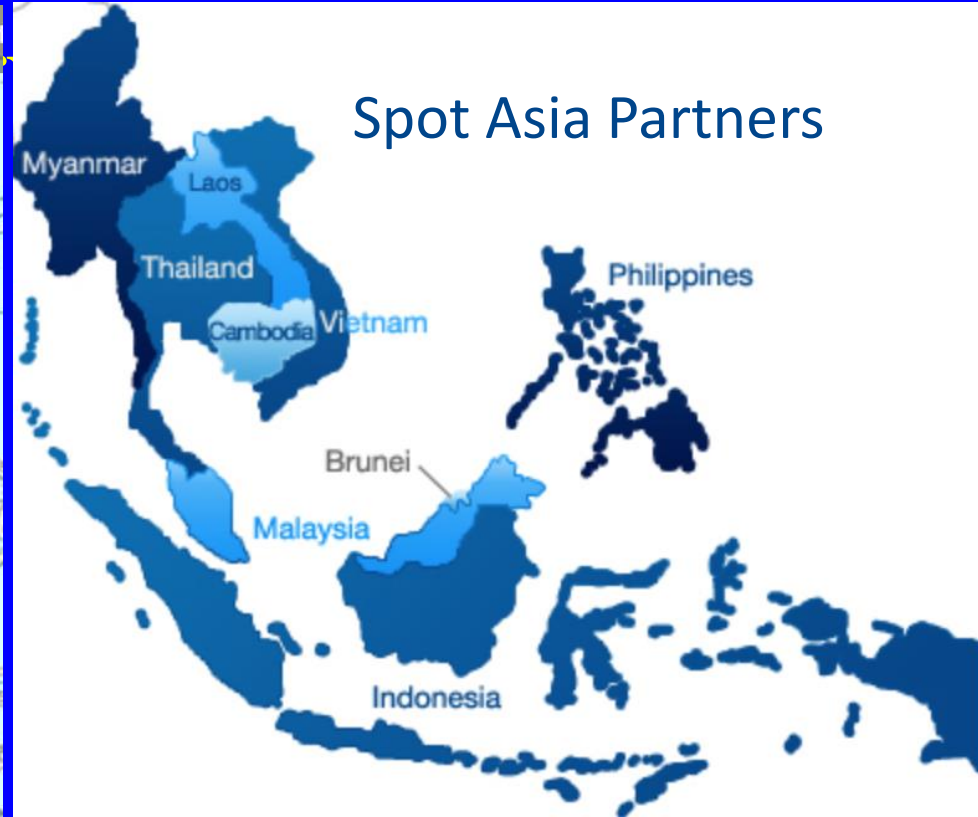 Spot Asia Partners
Myanmar
Laos
Thailand
Philippines
Cambodia
Vietnam
Brunei
Malaysia
Indonesia